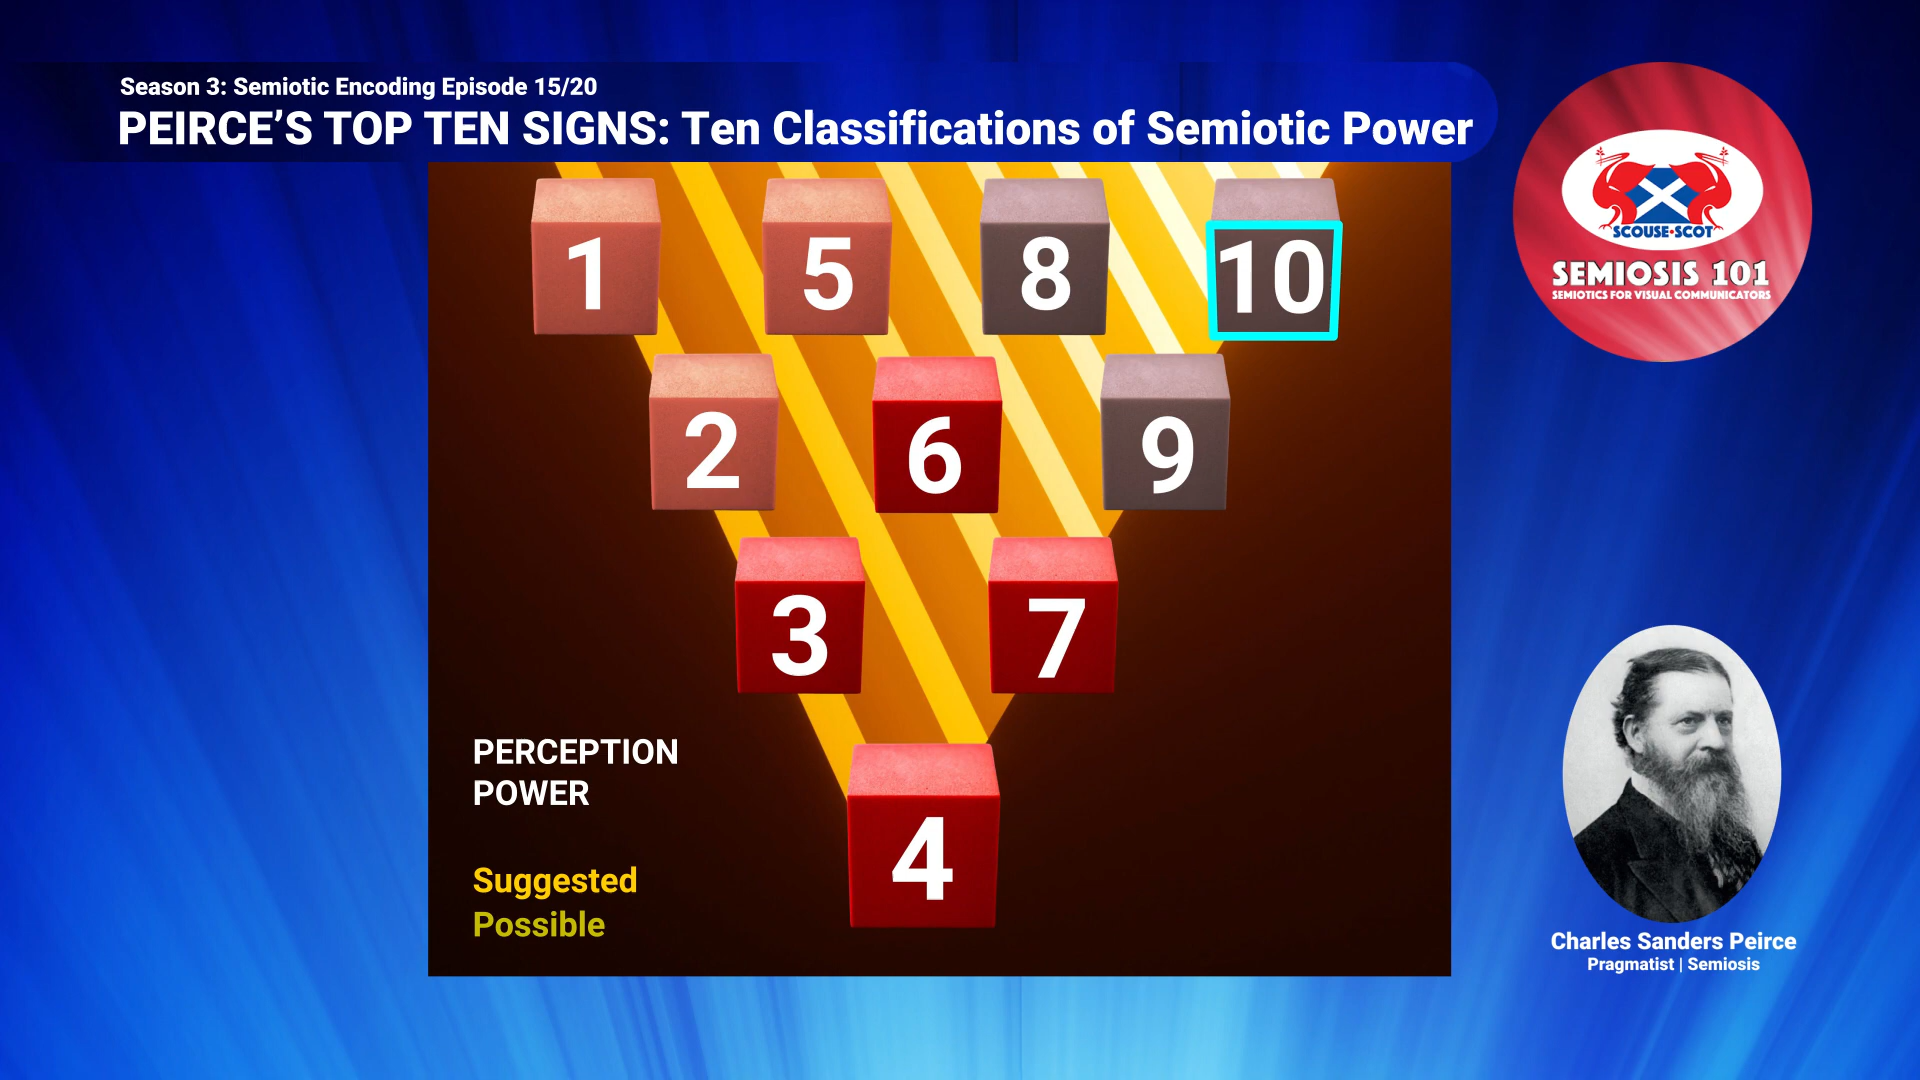 Season 3: Semiotic Encoding Episode 15/20
PEIRCE’S TOP TEN SIGNS: Ten Classifications of Semiotic Power
SCOUSE•SCOT
SEMIOSIS 101
SEMIOTICS FOR VISUAL COMMUNICATORS
1 5 8 10
2 6 9
3 7
4
PERCEPTION
POWER
Suggested
Possible
Charles Sanders Peirce
Pragmatist | Semiosis